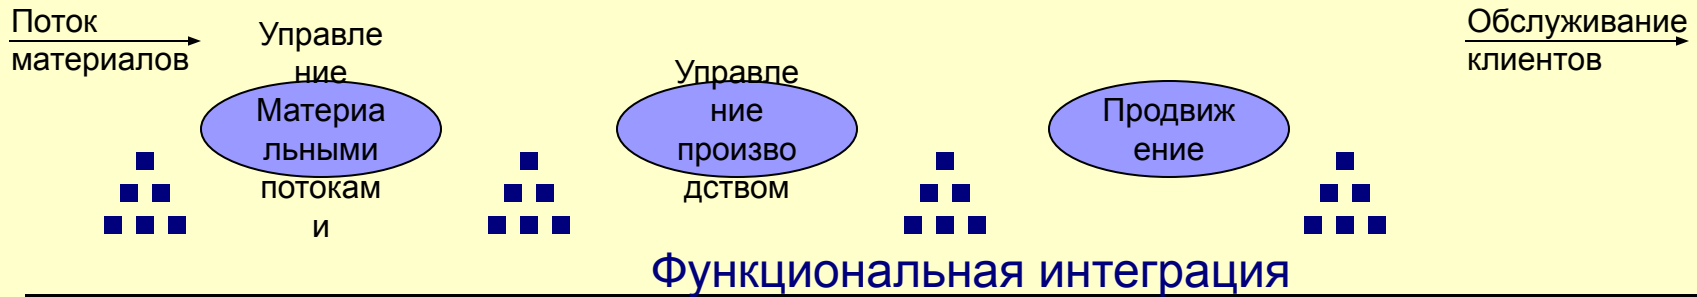 Поток
материалов
Управле
ние
Материа
льными
потокам
и
Управле
ние
произво
дством
Продвиж
ение
Обслуживание
клиентов
Функциональная интеграция